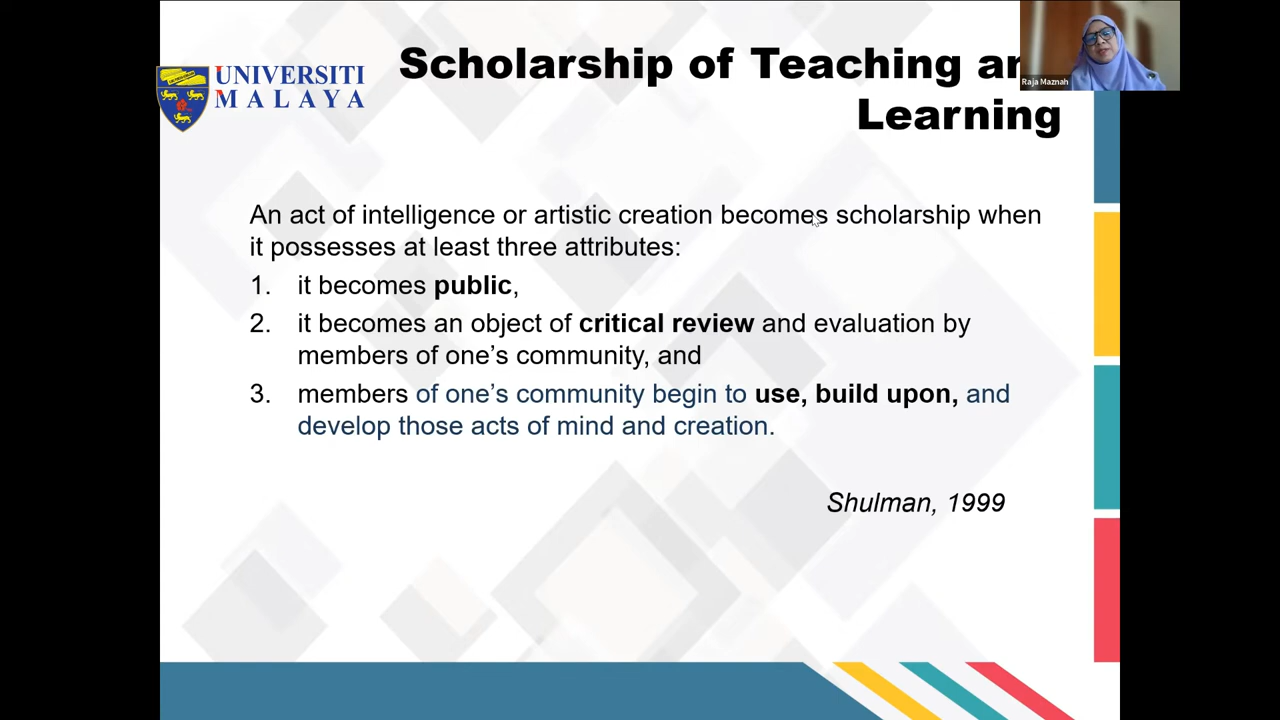 UNIVERSITI
MALAYA
Scholarship of Teaching an
Learning
Raja Maznah
An act of intelligence or artistic creation becomes scholarship when
it possesses at least three attributes:
1. it becomes public,
2. it becomes an object of critical review and evaluation by
members of one’s community, and
3. members of one’s community begin to use, build upon, and
develop those acts of mind and creation.
Shulman, 1999